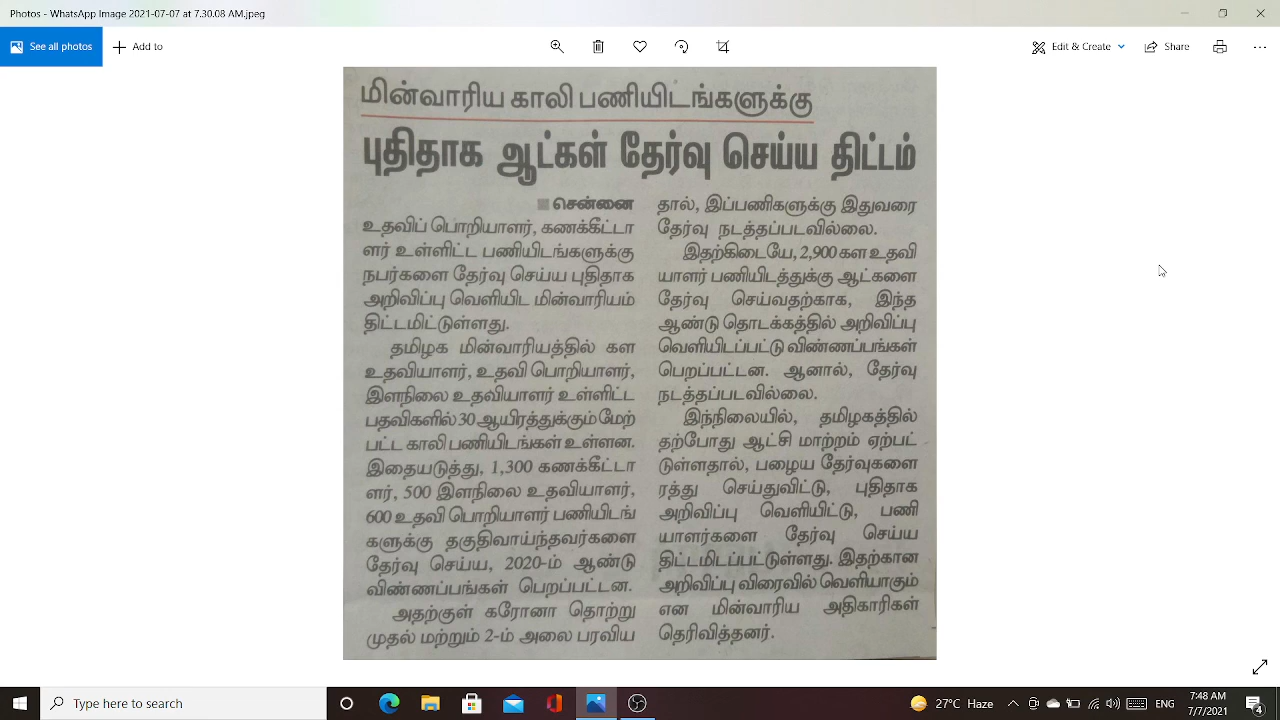 Photos - WhatsApp Image 2021-07-07 at 7.30.08 AM.jpeg
See all photos
Add to
Edit & Create
Share
மின்வாரிய காலி பணியிடங்களுக்கு
புதிதாக ஆட்கள் தேர்வு செய்ய திட்டம்
சென்னை
உதவிப் பொறியாளர், கணக்கீட்டா
ளர் உள்ளிட்ட பணியிடங்களுக்கு
நபர்களை தேர்வு செய்ய புதிதாக
அறிவிப்பு வெளியிட மின்வாரியம்
திட்டமிட்டுள்ளது.
தமிழக மின்வாரியத்தில் கள
உதவியாளர், உதவி பொறியாளர்,
இளநிலை உதவியாளர் உள்ளிட்ட
பதவிகளில் 30 ஆயிரத்துக்கும் மேற்
பட்ட காலி பணியிடங்கள் உள்ளன.
இதையடுத்து, 1,300 கணக்கீட்டா
ளர், 500 இளநிலை உதவியாளர்,
600 உதவி பொறியாளர் பணியிடங்
களுக்கு தகுதிவாய்ந்தவர்களை
தேர்வு செய்ய, 2020-ம் ஆண்டு
விண்ணப்பங்கள் பெறப்பட்டன.
அதற்குள் கரோனா தொற்று
முதல் மற்றும் 2-ம் அலை பரவிய
தால், இப்பணிகளுக்கு இதுவரை
தேர்வு நடத்தப்படவில்லை.
இதற்கிடையே, 2,900 கள உதவி
யாளர் பணியிடத்துக்கு ஆட்களை
தேர்வு செய்வதற்காக, இந்த
ஆண்டு தொடக்கத்தில் அறிவிப்பு
வெளியிடப்பட்டு விண்ணப்பங்கள்
பெறப்பட்டன. ஆனால், தேர்வு
நடத்தப்படவில்லை.
இந்நிலையில், தமிழகத்தில்
தற்போது ஆட்சி மாற்றம் ஏற்பட்
டுள்ளதால், பழைய தேர்வுகளை
ரத்து செய்துவிட்டு, புதிதாக
அறிவிப்பு வெளியிட்டு, பணி
யாளர்களை தேர்வு செய்ய
திட்டமிடப்பட்டுள்ளது. இதற்கான
அறிவிப்பு விரைவில் வெளியாகும்
என மின்வாரிய அதிகாரிகள்
தெரிவித்தனர்.
Type here to search
27°C Haze
ENG
7:48 AM
7/7/2021